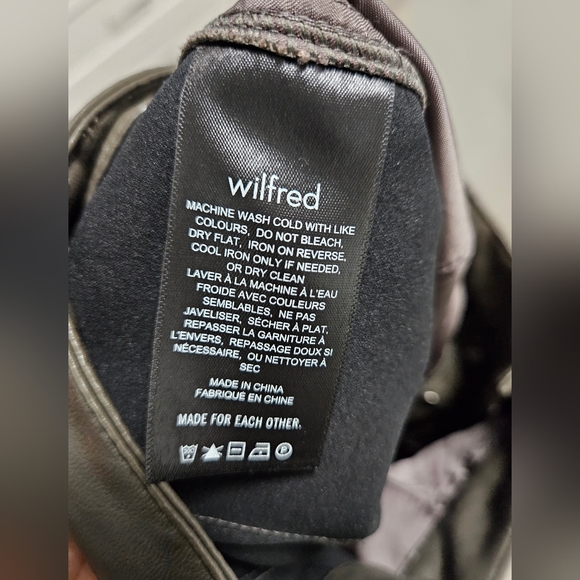 wilfred
MACHINE WASH COLD WITH LIKE
COLOURS, DO NOT BLEACH,
DRY FLAT, IRON ON REVERSE,
COOL IRON ONLY IF NEEDED,
OR DRY CLEAN
LAVER À LA MACHINE À L'EAU
FROIDE AVEC COULEURS
SEMBLABLES, NE PAS
JAVELISER, SÉCHER À PLAT,
REPASSER LA GARNITURE À
L'ENVERS, REPASSAGE DOUX SI
NÉCESSAIRE, OU NETTOYER À
SEC
MADE IN CHINA
FABRIQUÉ EN CHINE
MADE FOR EACH OTHER.
P